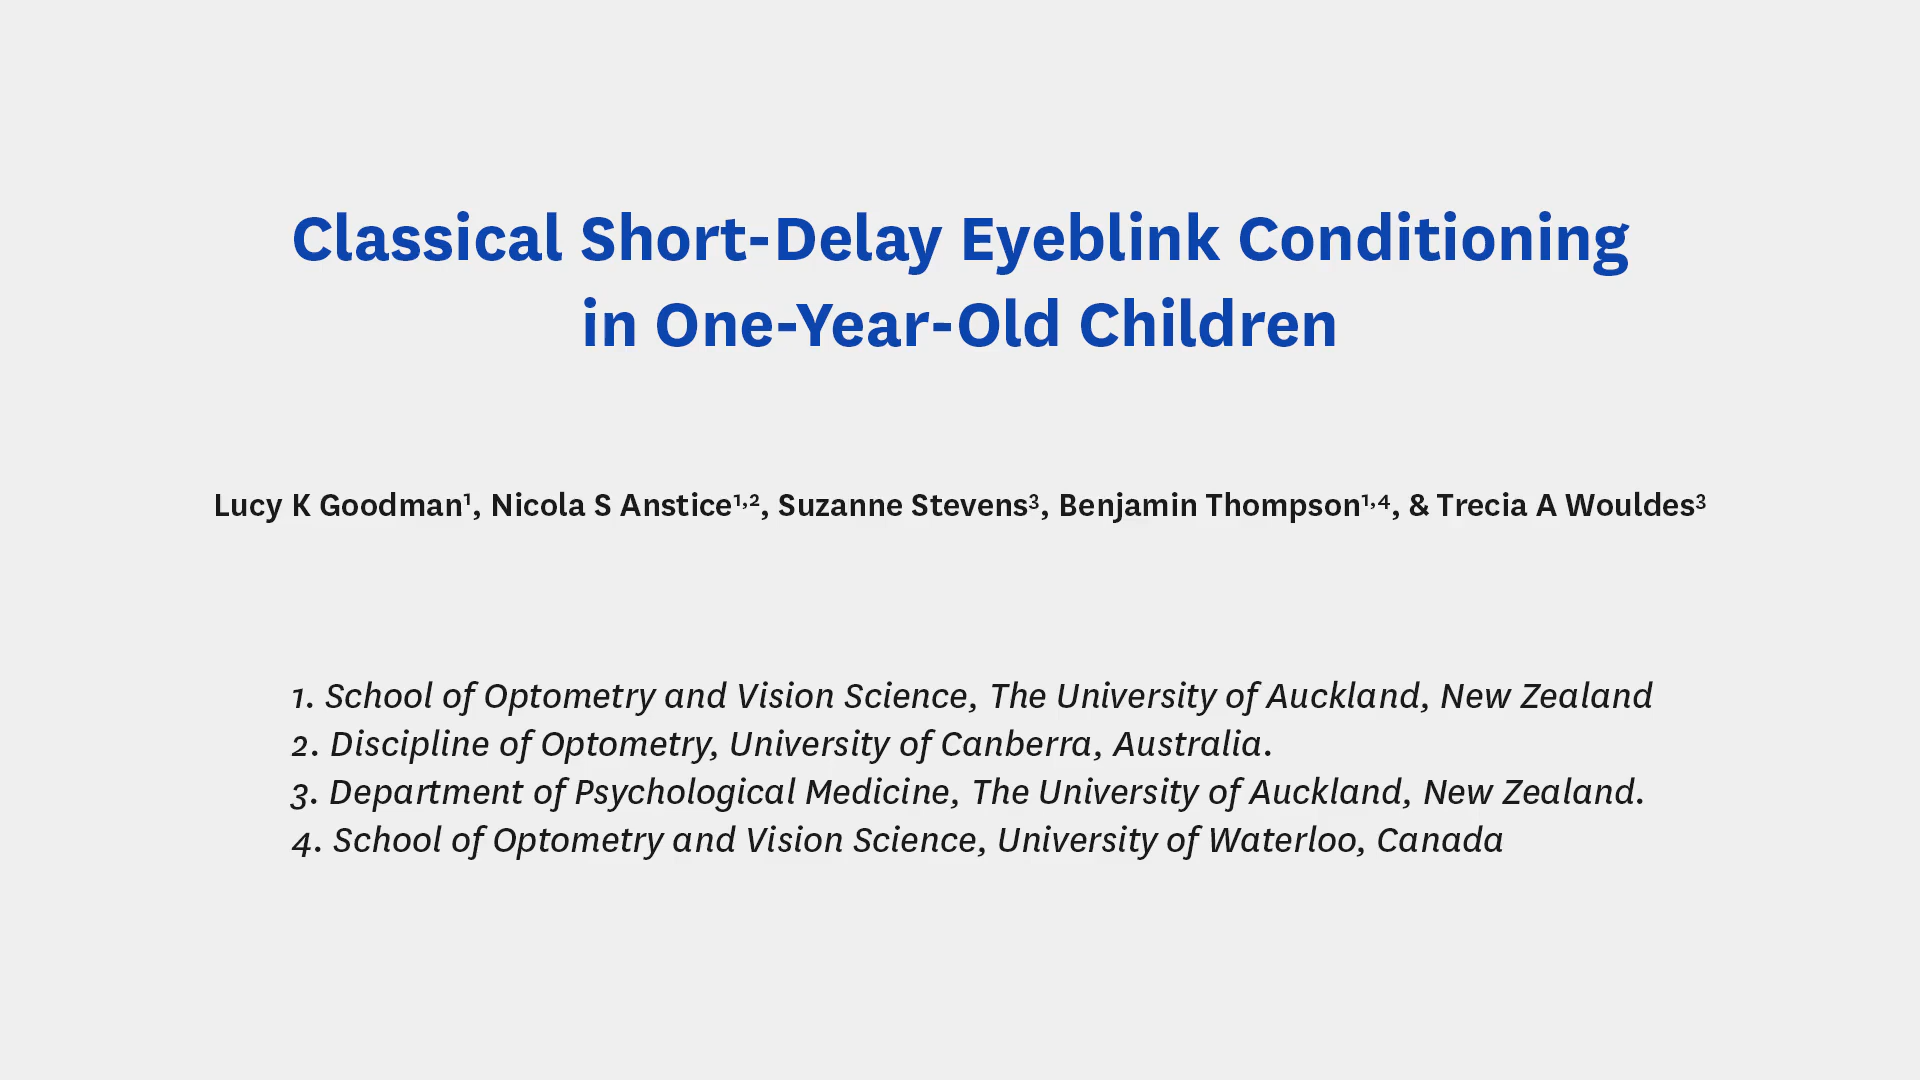 Classical Short-Delay Eyeblink Conditioning
in One-Year-Old Children
Lucy K Goodman¹, Nicola S Anstice¹,², Suzanne Stevens³, Benjamin Thompson¹,⁴, & Trecia A Wouldes³
1. School of Optometry and Vision Science, The University of Auckland, New Zealand
2. Discipline of Optometry, University of Canberra, Australia.
3. Department of Psychological Medicine, The University of Auckland, New Zealand.
4. School of Optometry and Vision Science, University of Waterloo, Canada